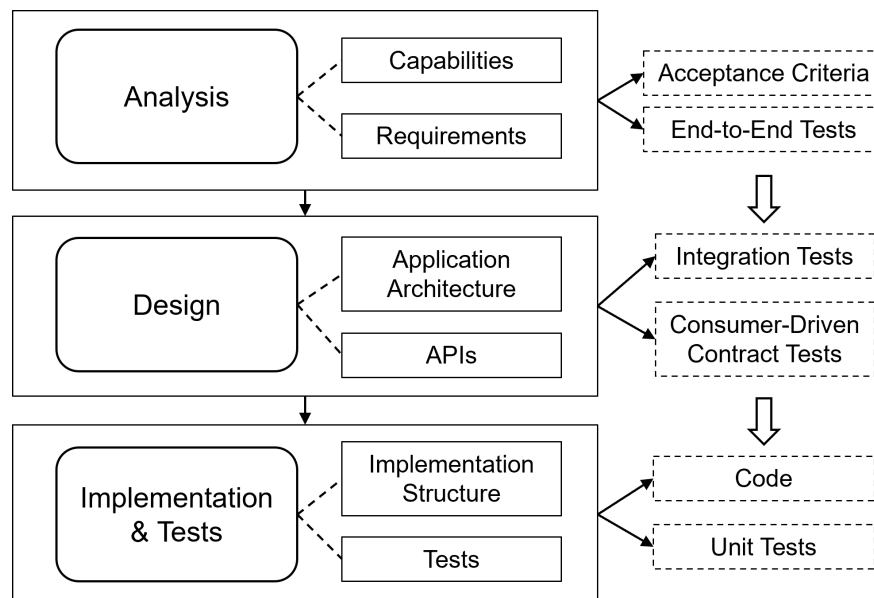 Analysis
Capabilities
Requirements
Acceptance Criteria
End-to-End Tests
Design
Application
Architecture
APIs
Integration Tests
Consumer-Driven
Contract Tests
Implementation
& Tests
Implementation
Structure
Tests
Code
Unit Tests